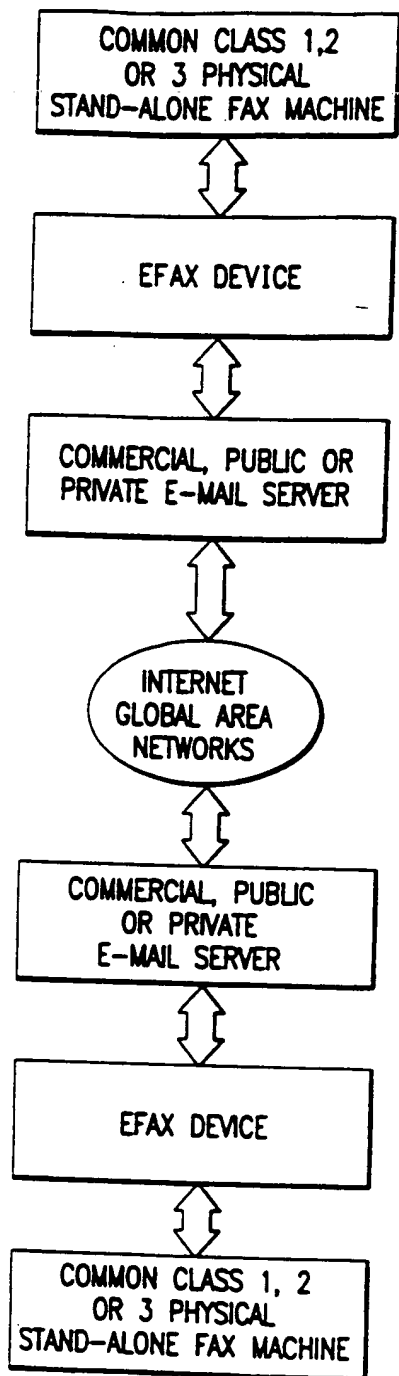 COMMON CLASS 1,2
OR 3 PHYSICAL
STAND-ALONE FAX MACHINE
EFAX DEVICE
COMMERCIAL, PUBLIC OR
PRIVATE E-MAIL SERVER
INTERNET
GLOBAL AREA
NETWORKS
COMMERCIAL, PUBLIC
OR PRIVATE
E-MAIL SERVER
EFAX DEVICE
COMMON CLASS 1, 2
OR 3 PHYSICAL
STAND-ALONE FAX MACHINE